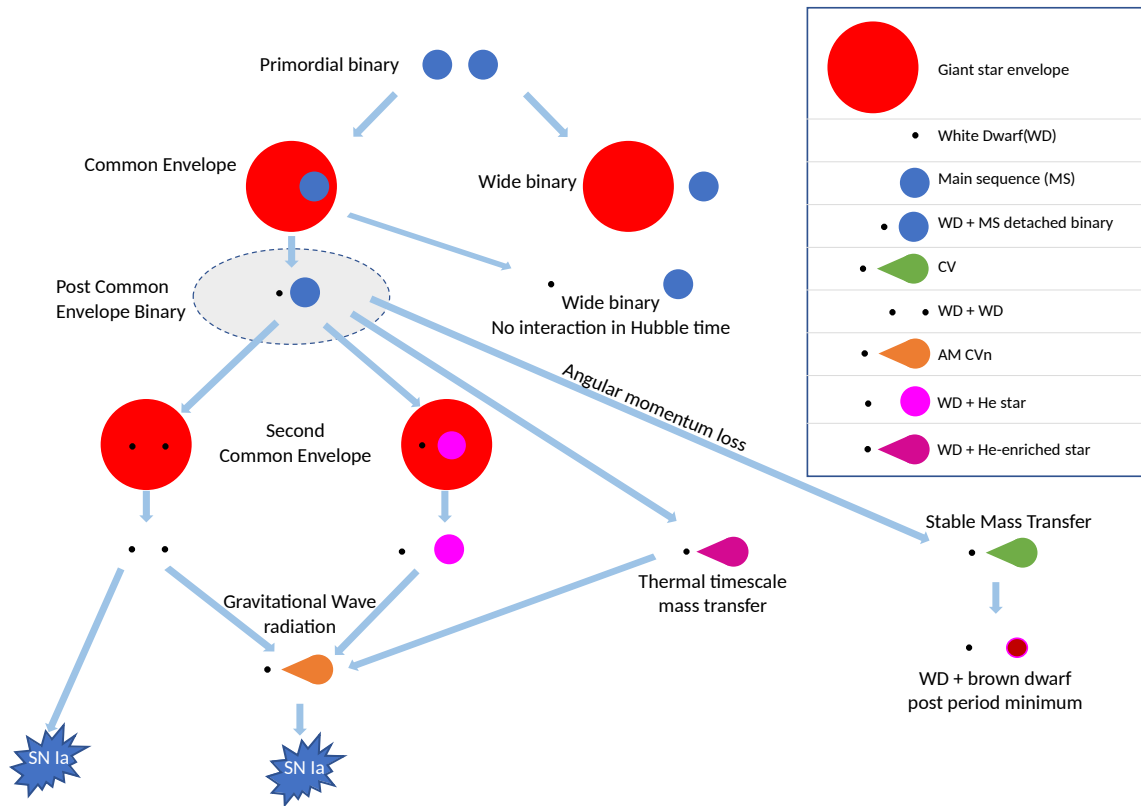 Primordial binary
Common Envelope
Wide binary
Post Common
Envelope Binary
Wide binary
No interaction in Hubble time
Angular momentum loss
Second
Common Envelope
Stable Mass Transfer
Thermal timescale
mass transfer
Gravitational Wave
radiation
WD + brown dwarf
post period minimum
SN Ia
SN Ia
Giant star envelope
White Dwarf(WD)
Main sequence (MS)
WD + MS detached binary
CV
WD + WD
AM CVn
WD + He star
WD + He-enriched star